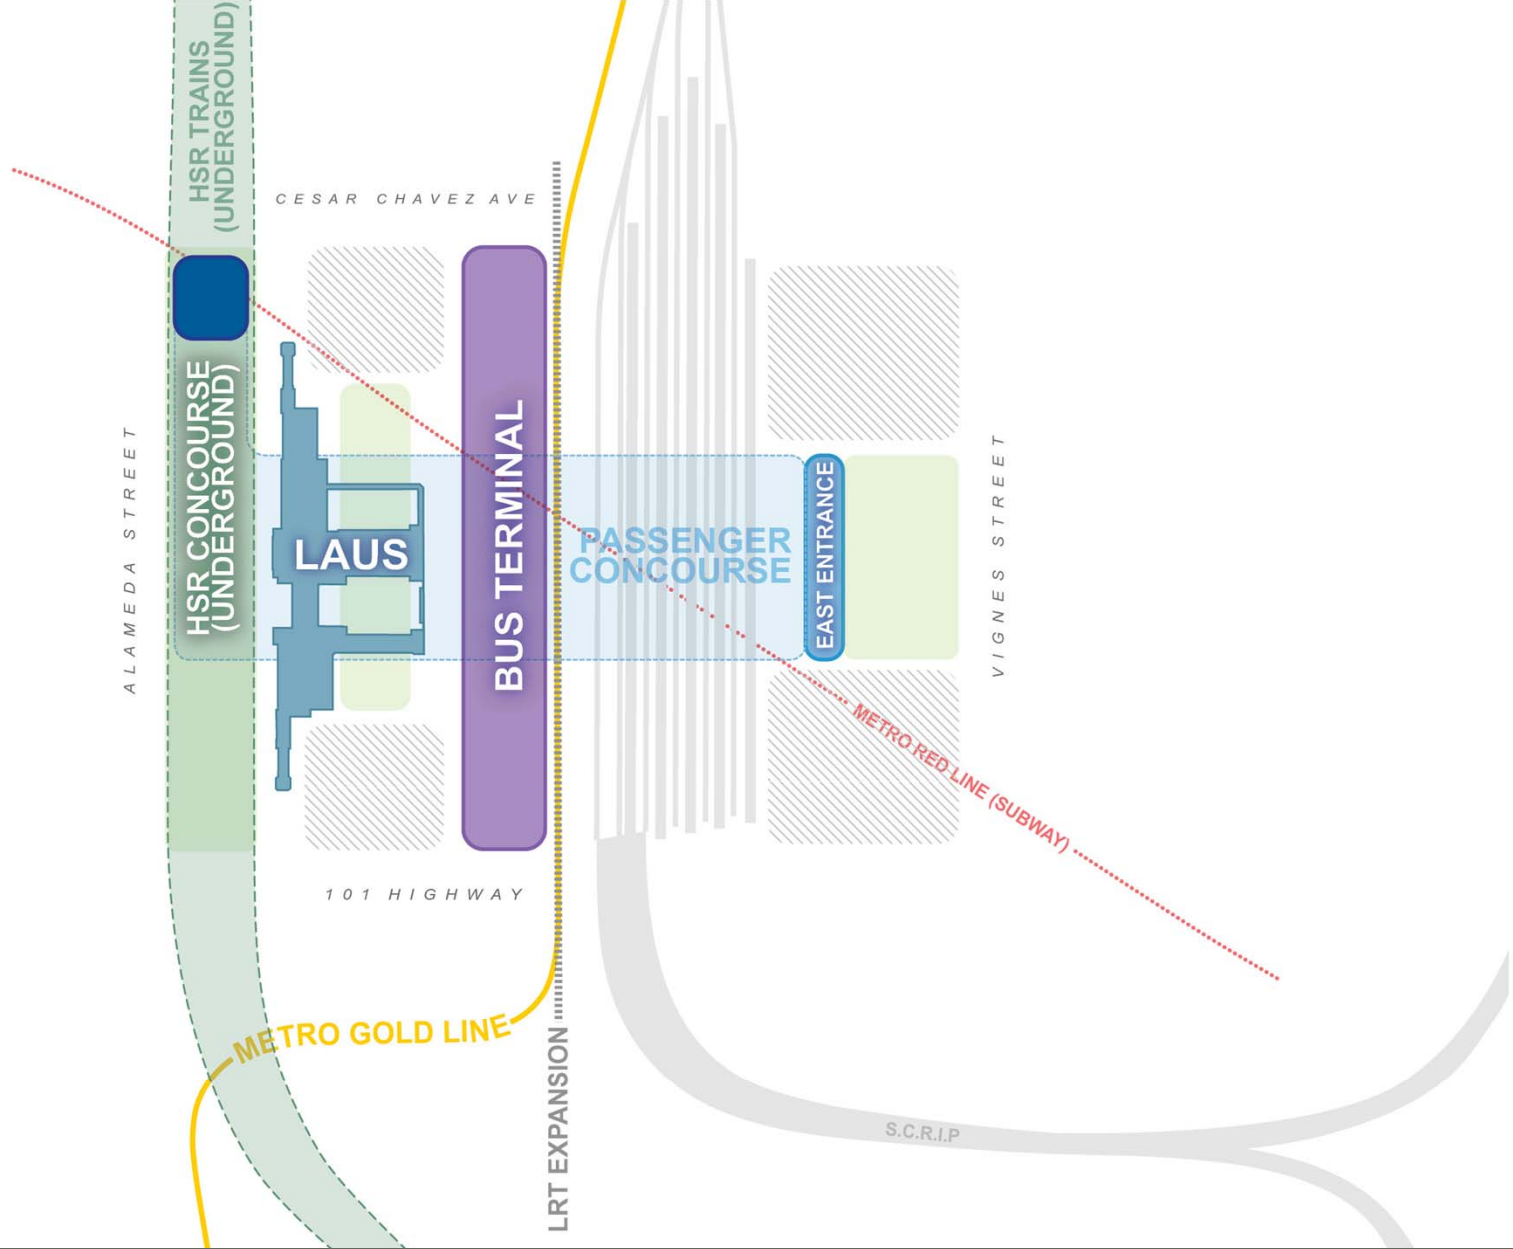 HSR TRAINS
(UNDERGROUND)
CESAR CHAVEZ AVE
HSR CONCOURSE
(UNDERGROUND)
ALAMEDA STREET
LAUS
BUS TERMINAL
PASSENGER
CONCOURSE
EAST ENTRANCE
VIGNES STREET
METRO RED LINE (SUBWAY)
101 HIGHWAY
METRO GOLD LINE
LRT EXPANSION
S.C.R.I.P